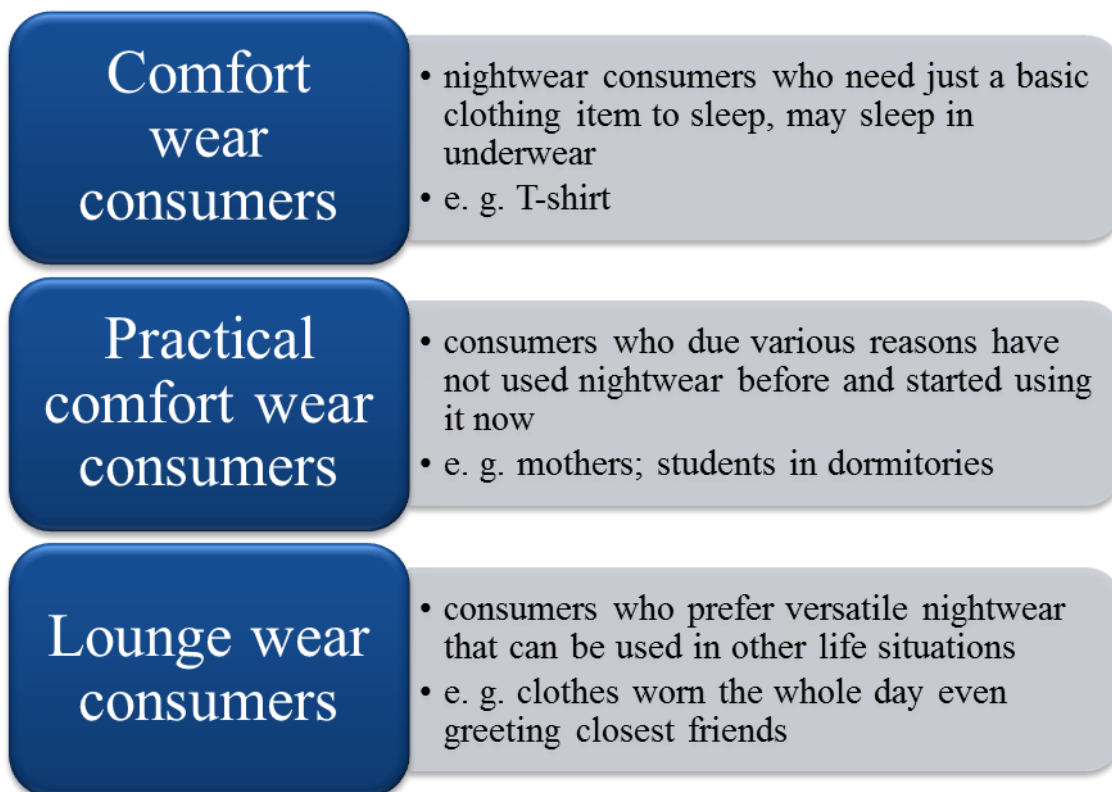 Comfort
wear
consumers
• nightwear consumers who need just a basic
clothing item to sleep, may sleep in
underwear
• e. g. T-shirt
Practical
comfort wear
consumers
• consumers who due various reasons have
not used nightwear before and started using
it now
• e. g. mothers; students in dormitories
Lounge wear
consumers
• consumers who prefer versatile nightwear
that can be used in other life situations
• e. g. clothes worn the whole day even
greeting closest friends